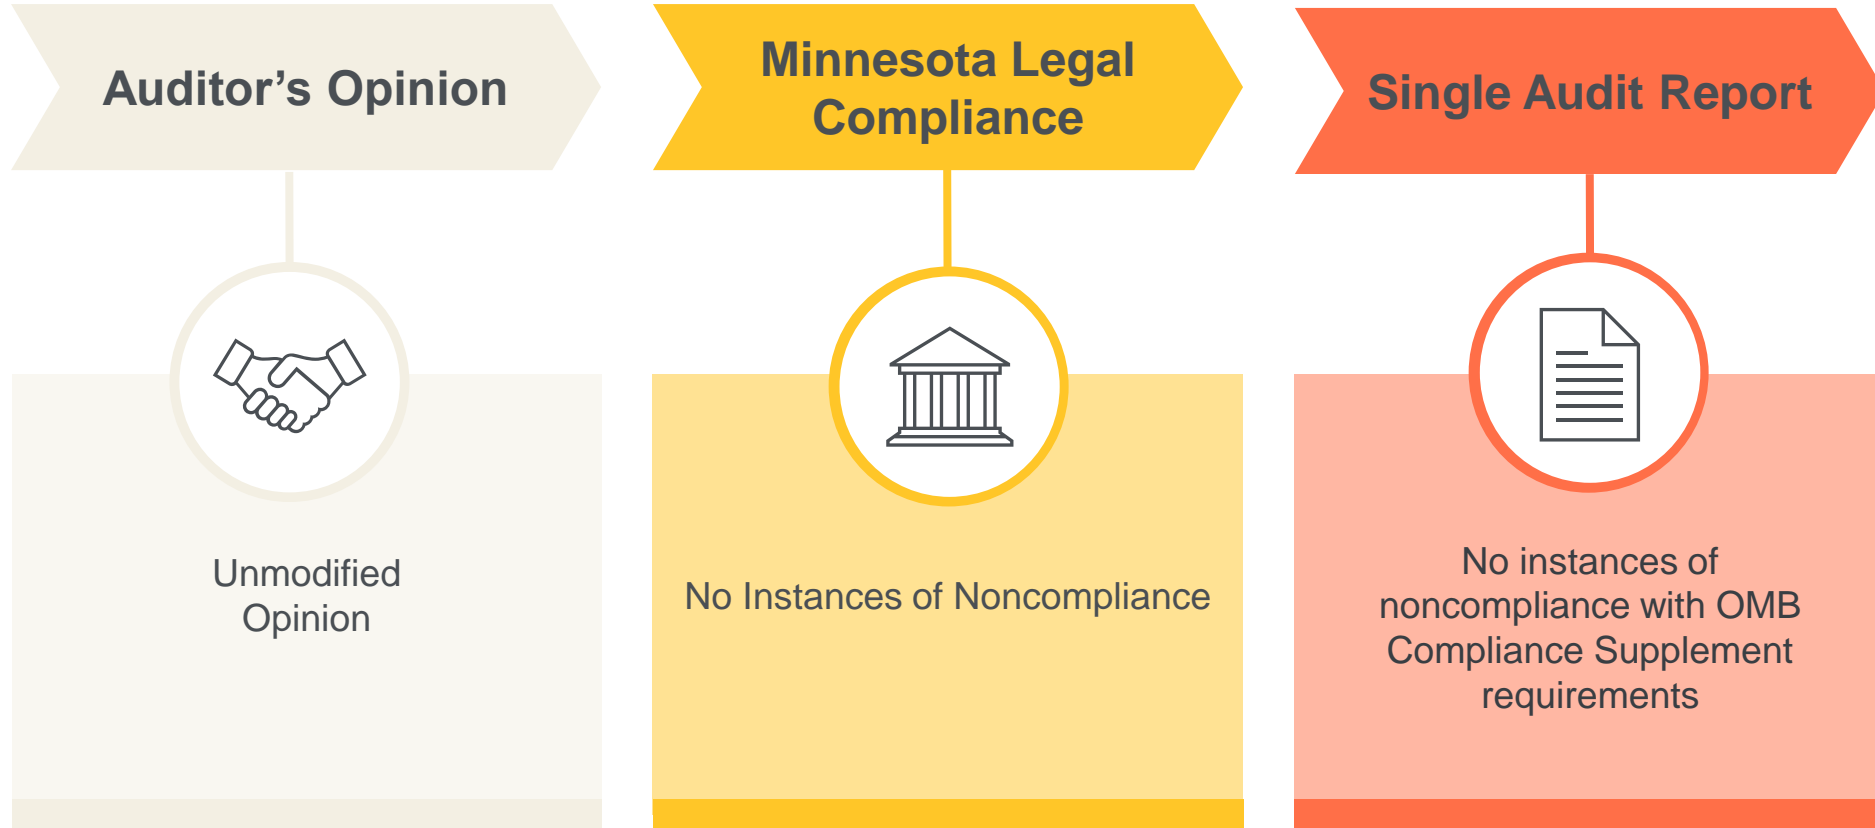 Auditor’s Opinion
Unmodified
Opinion
Minnesota Legal
Compliance
No Instances of Noncompliance
Single Audit Report
No instances of
noncompliance with OMB
Compliance Supplement
requirements